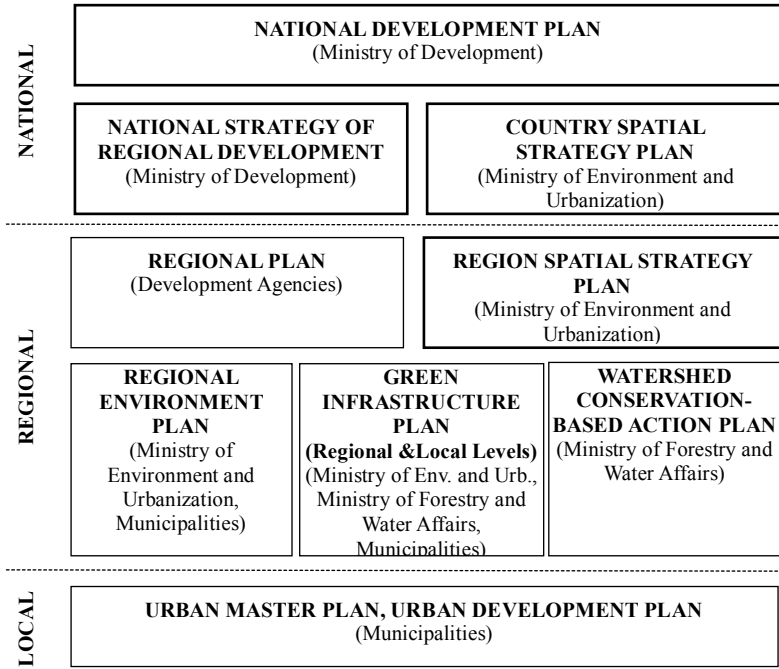 NATIONAL
NATIONAL DEVELOPMENT PLAN
(Ministry of Development)
NATIONAL STRATEGY OF
REGIONAL DEVELOPMENT
(Ministry of Development)
COUNTRY SPATIAL
STRATEGY PLAN
(Ministry of Environment and
Urbanization)
REGIONAL
REGIONAL PLAN
(Development Agencies)
REGION SPATIAL STRATEGY
PLAN
(Ministry of Environment and
Urbanization)
REGIONAL
ENVIRONMENT
PLAN
(Ministry of
Environment and
Urbanization,
Municipalities)
GREEN
INFRASTRUCTURE
PLAN
(Regional &Local Levels)
(Ministry of Env. and Urb.,
Ministry of Forestry and
Water Affairs,
Municipalities)
WATERSHED
CONSERVATION-
BASED ACTION PLAN
(Ministry of Forestry and
Water Affairs)
LOCAL
URBAN MASTER PLAN, URBAN DEVELOPMENT PLAN
(Municipalities)